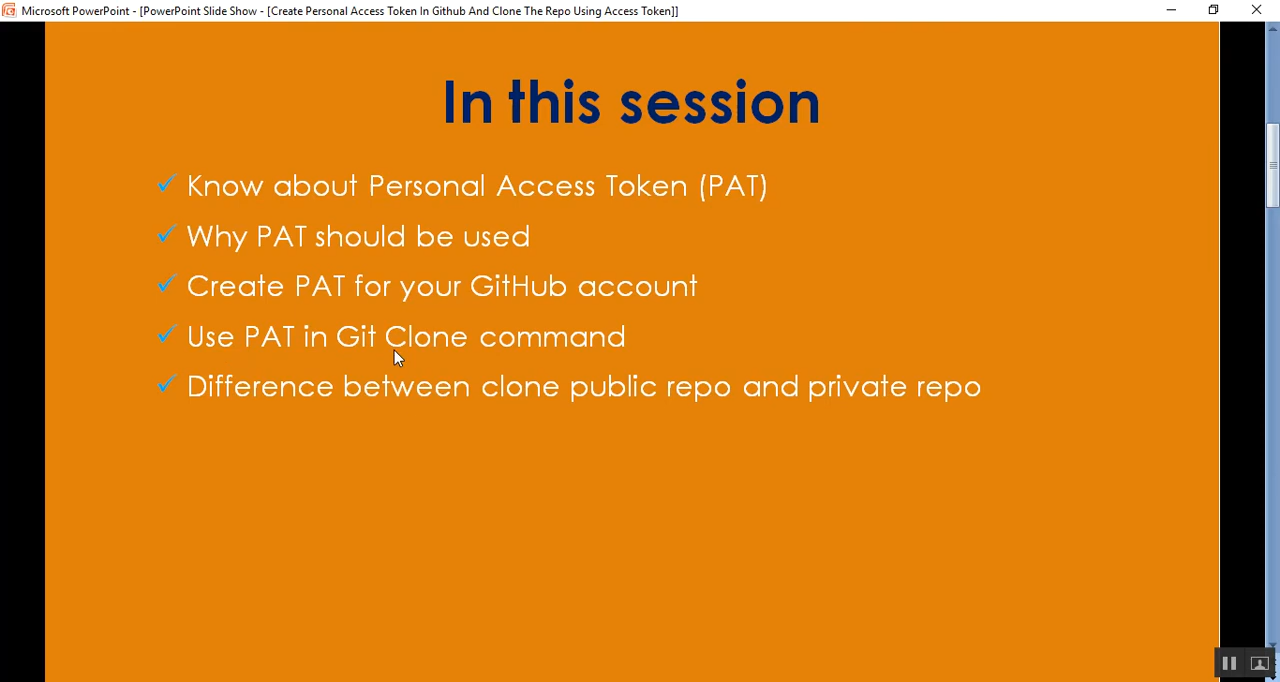 Microsoft PowerPoint - [PowerPoint Slide Show - [Create Personal Access Token In Github And Clone The Repo Using Access Token]]
In this session
✓ Know about Personal Access Token (PAT)
✓ Why PAT should be used
✓ Create PAT for your GitHub account
✓ Use PAT in Git Clone command
✓ Difference between clone public repo and private repo